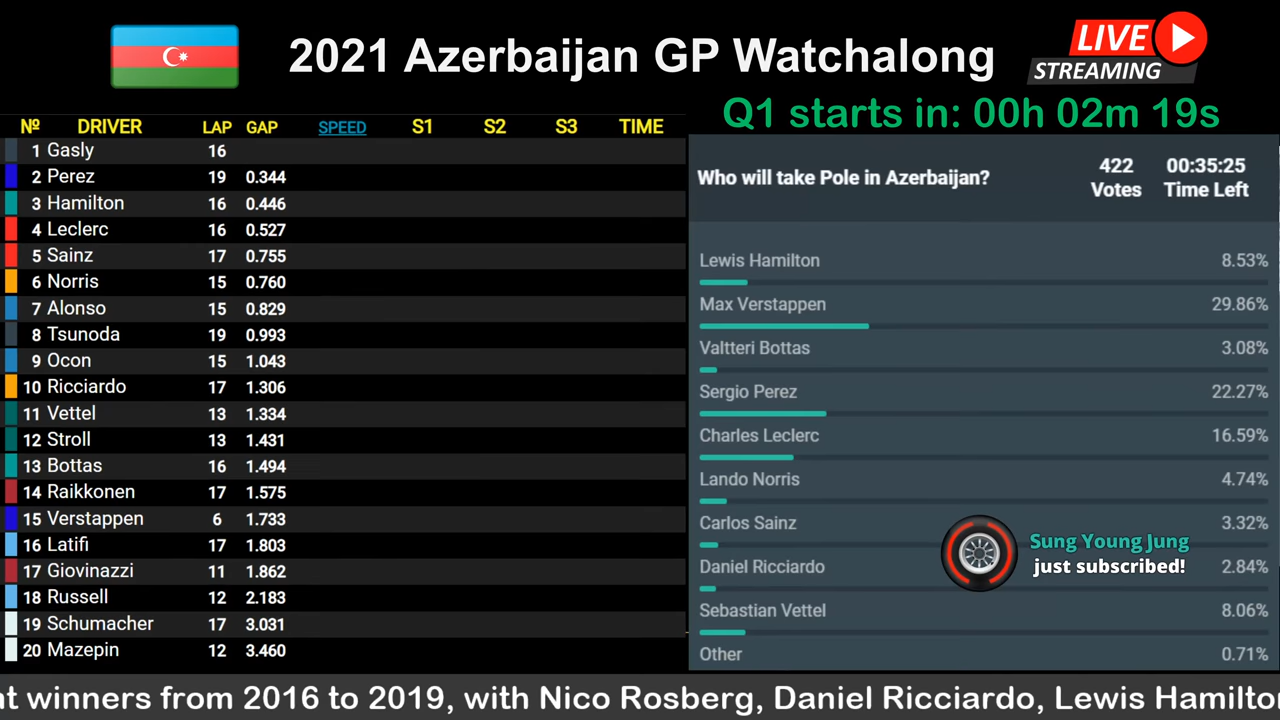 2021 Azerbaijan GP Watchalong
LIVE
STREAMING
Q1 starts in: 00h 02m 19s
Nº DRIVER LAP GAP SPEED S1 S2 S3 TIME
1 Gasly 16
2 Perez 19 0.344
3 Hamilton 16 0.446
4 Leclerc 16 0.527
5 Sainz 17 0.755
6 Norris 15 0.760
7 Alonso 15 0.829
8 Tsunoda 19 0.993
9 Ocon 15 1.043
10 Ricciardo 17 1.306
11 Vettel 13 1.334
12 Stroll 13 1.431
13 Bottas 16 1.494
14 Raikkonen 17 1.575
15 Verstappen 6 1.733
16 Latifi 17 1.803
17 Giovinazzi 11 1.862
18 Russell 12 2.183
19 Schumacher 17 3.031
20 Mazepin 12 3.460
Who will take Pole in Azerbaijan?
422 00:35:25
Votes Time Left
Lewis Hamilton 8.53%
Max Verstappen 29.86%
Valtteri Bottas 3.08%
Sergio Perez 22.27%
Charles Leclerc 16.59%
Lando Norris 4.74%
Carlos Sainz 3.32%
Daniel Ricciardo 2.84%
Sebastian Vettel 8.06%
Other 0.71%
Sung Young Jung
just subscribed!
at winners from 2016 to 2019, with Nico Rosberg, Daniel Ricciardo, Lewis Hamilto